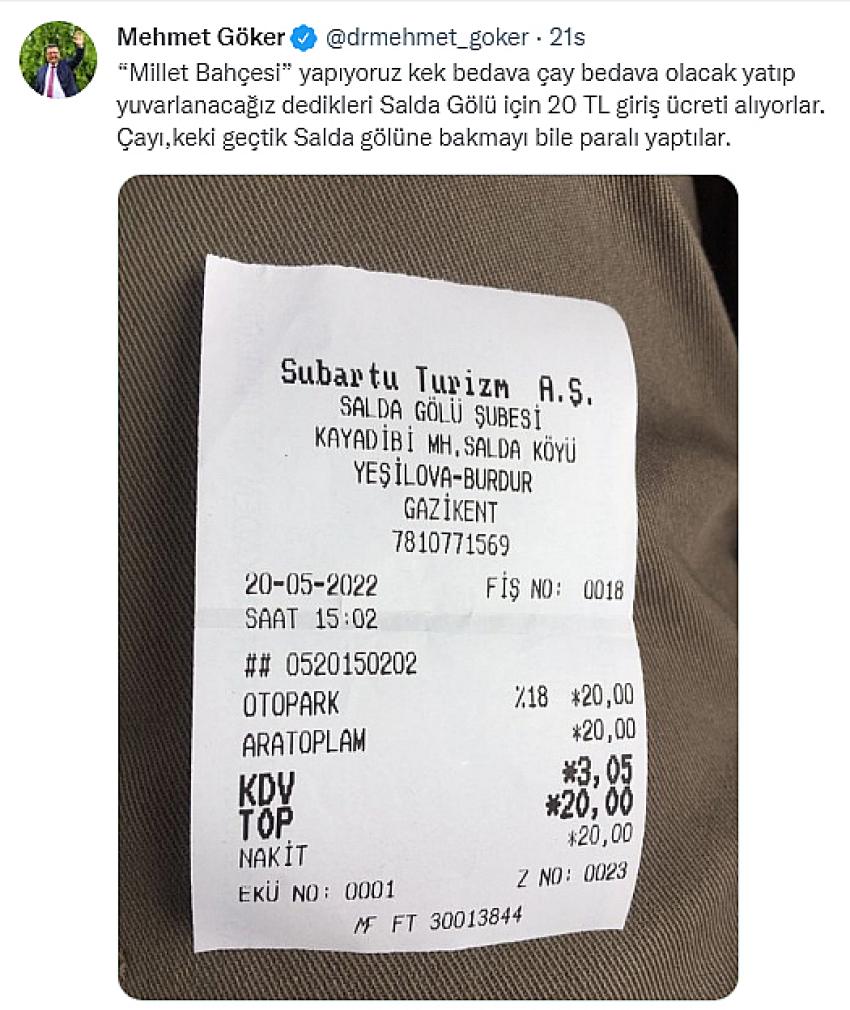 Mehmet Göker @drmehmet_goker · 21s
“Millet Bahçesi” yapıyoruz kek bedava çay bedava olacak yatıp
yuvarlanacağız dedikleri Salda Gölü için 20 TL giriş ücreti alıyorlar.
Çayı,keki geçtik Salda gölüne bakmayı bile paralı yaptılar.
Subartu Turizm A.Ş.
SALDA GÖLÜ ŞUBESİ
KAYADİBİ MH.SALDA KÖYÜ
YEŞİLOVA-BURDUR
GAZİKENT
7810771569
20-05-2022 FİŞ NO: 0018
SAAT 15:02
## 0520150202
OTOPARK %18 *20,00
ARATOPLAM *20,00
KDV *3,05
TOP *20,00
NAKİT *20,00
EKÜ NO: 0001 Z NO: 0023
MF FT 30013844